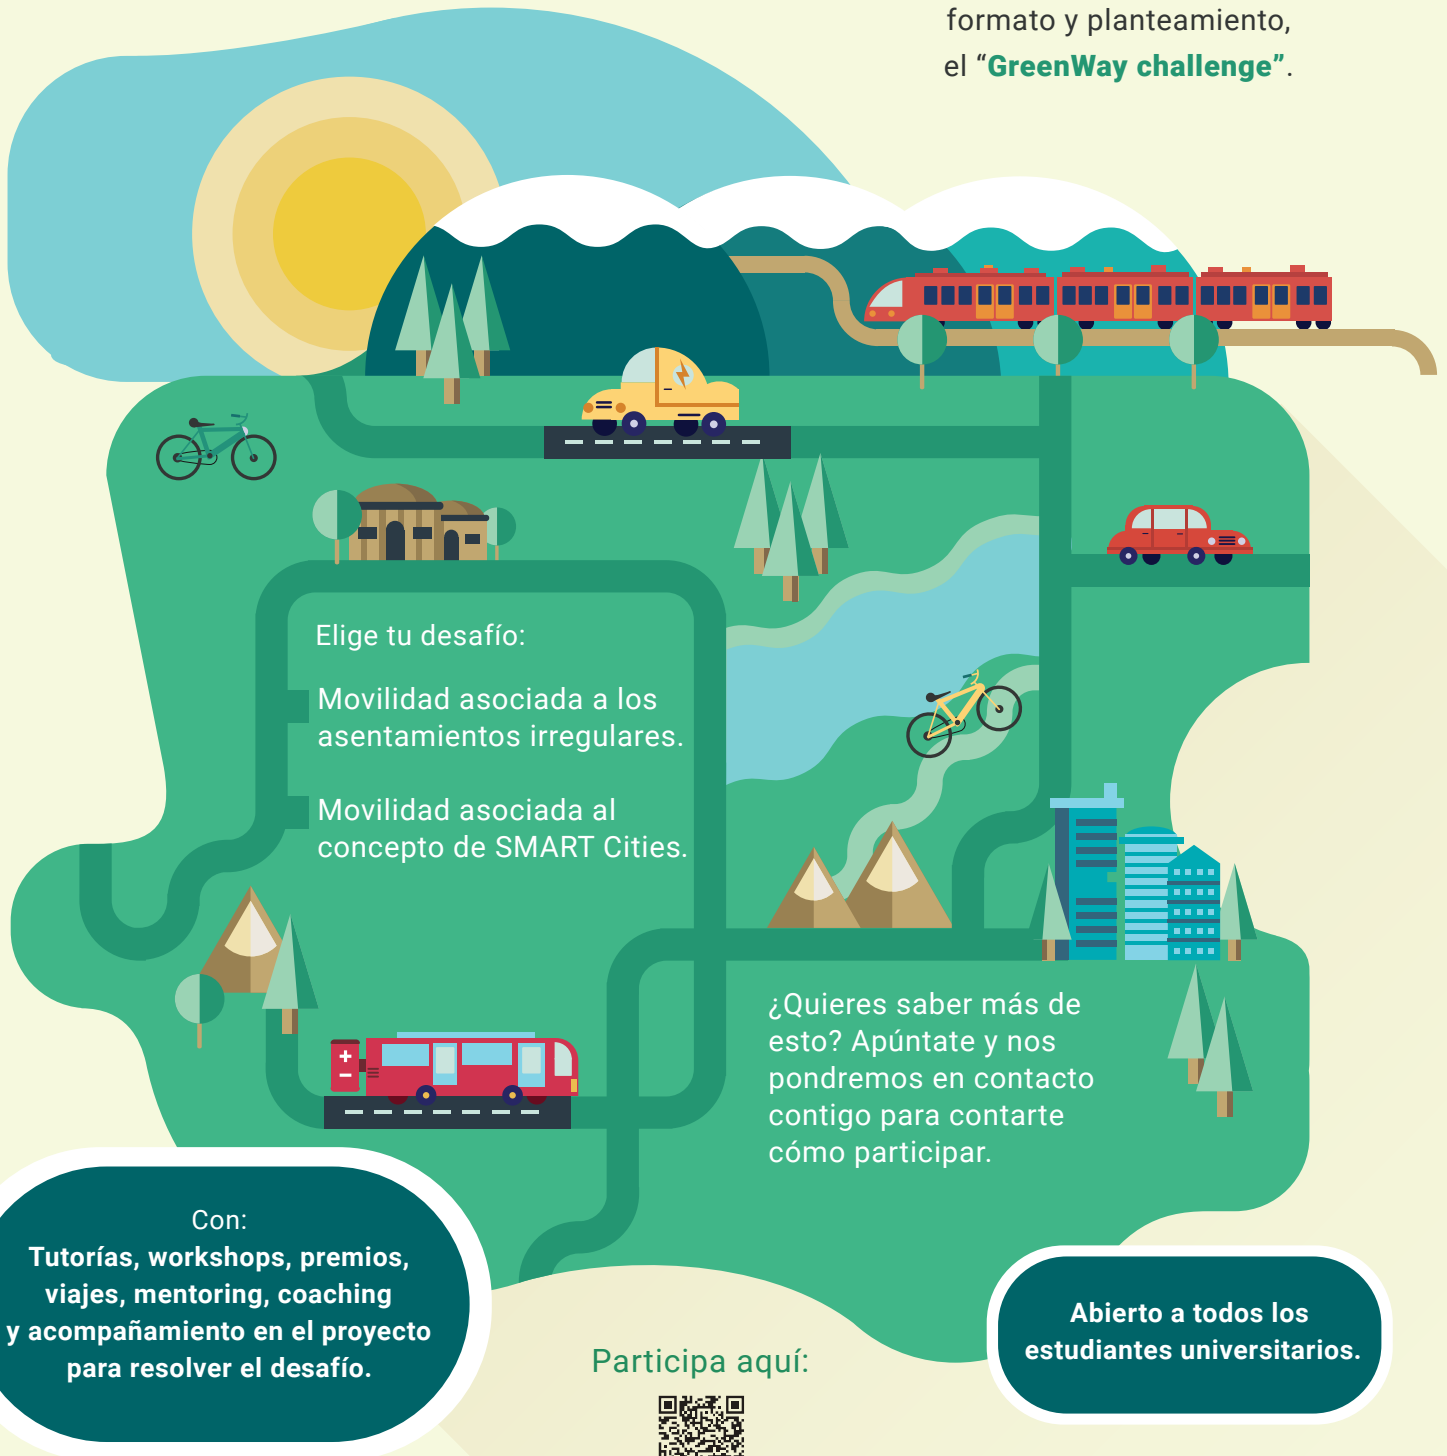 formato y planteamiento,
el “GreenWay challenge”.
Elige tu desafío:
Movilidad asociada a los
asentamientos irregulares.
Movilidad asociada al
concepto de SMART Cities.
¿Quieres saber más de
esto? Apúntate y nos
pondremos en contacto
contigo para contarte
cómo participar.
Con:
Tutorías, workshops, premios,
viajes, mentoring, coaching
y acompañamiento en el proyecto
para resolver el desafío.
Abierto a todos los
estudiantes universitarios.
Participa aquí: